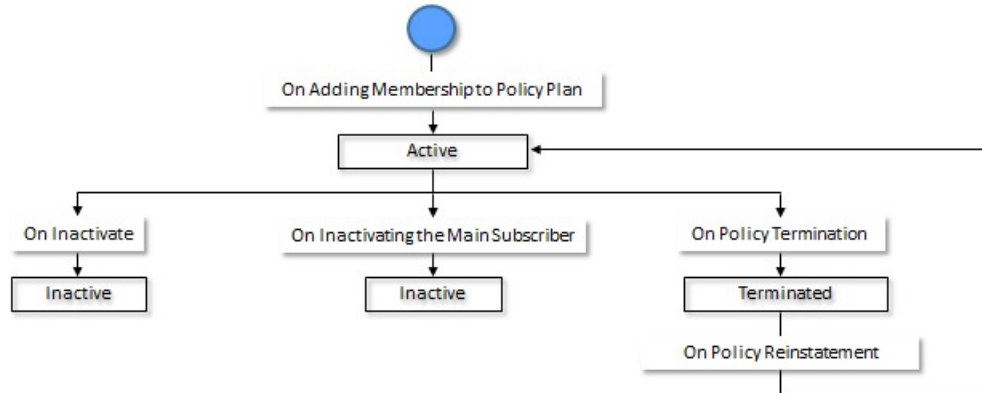 On Adding Membership to Policy Plan
Active
On Inactivate
On Inactivating the Main Subscriber
On Policy Termination
Inactive
Inactive
Terminated
On Policy Reinstatement